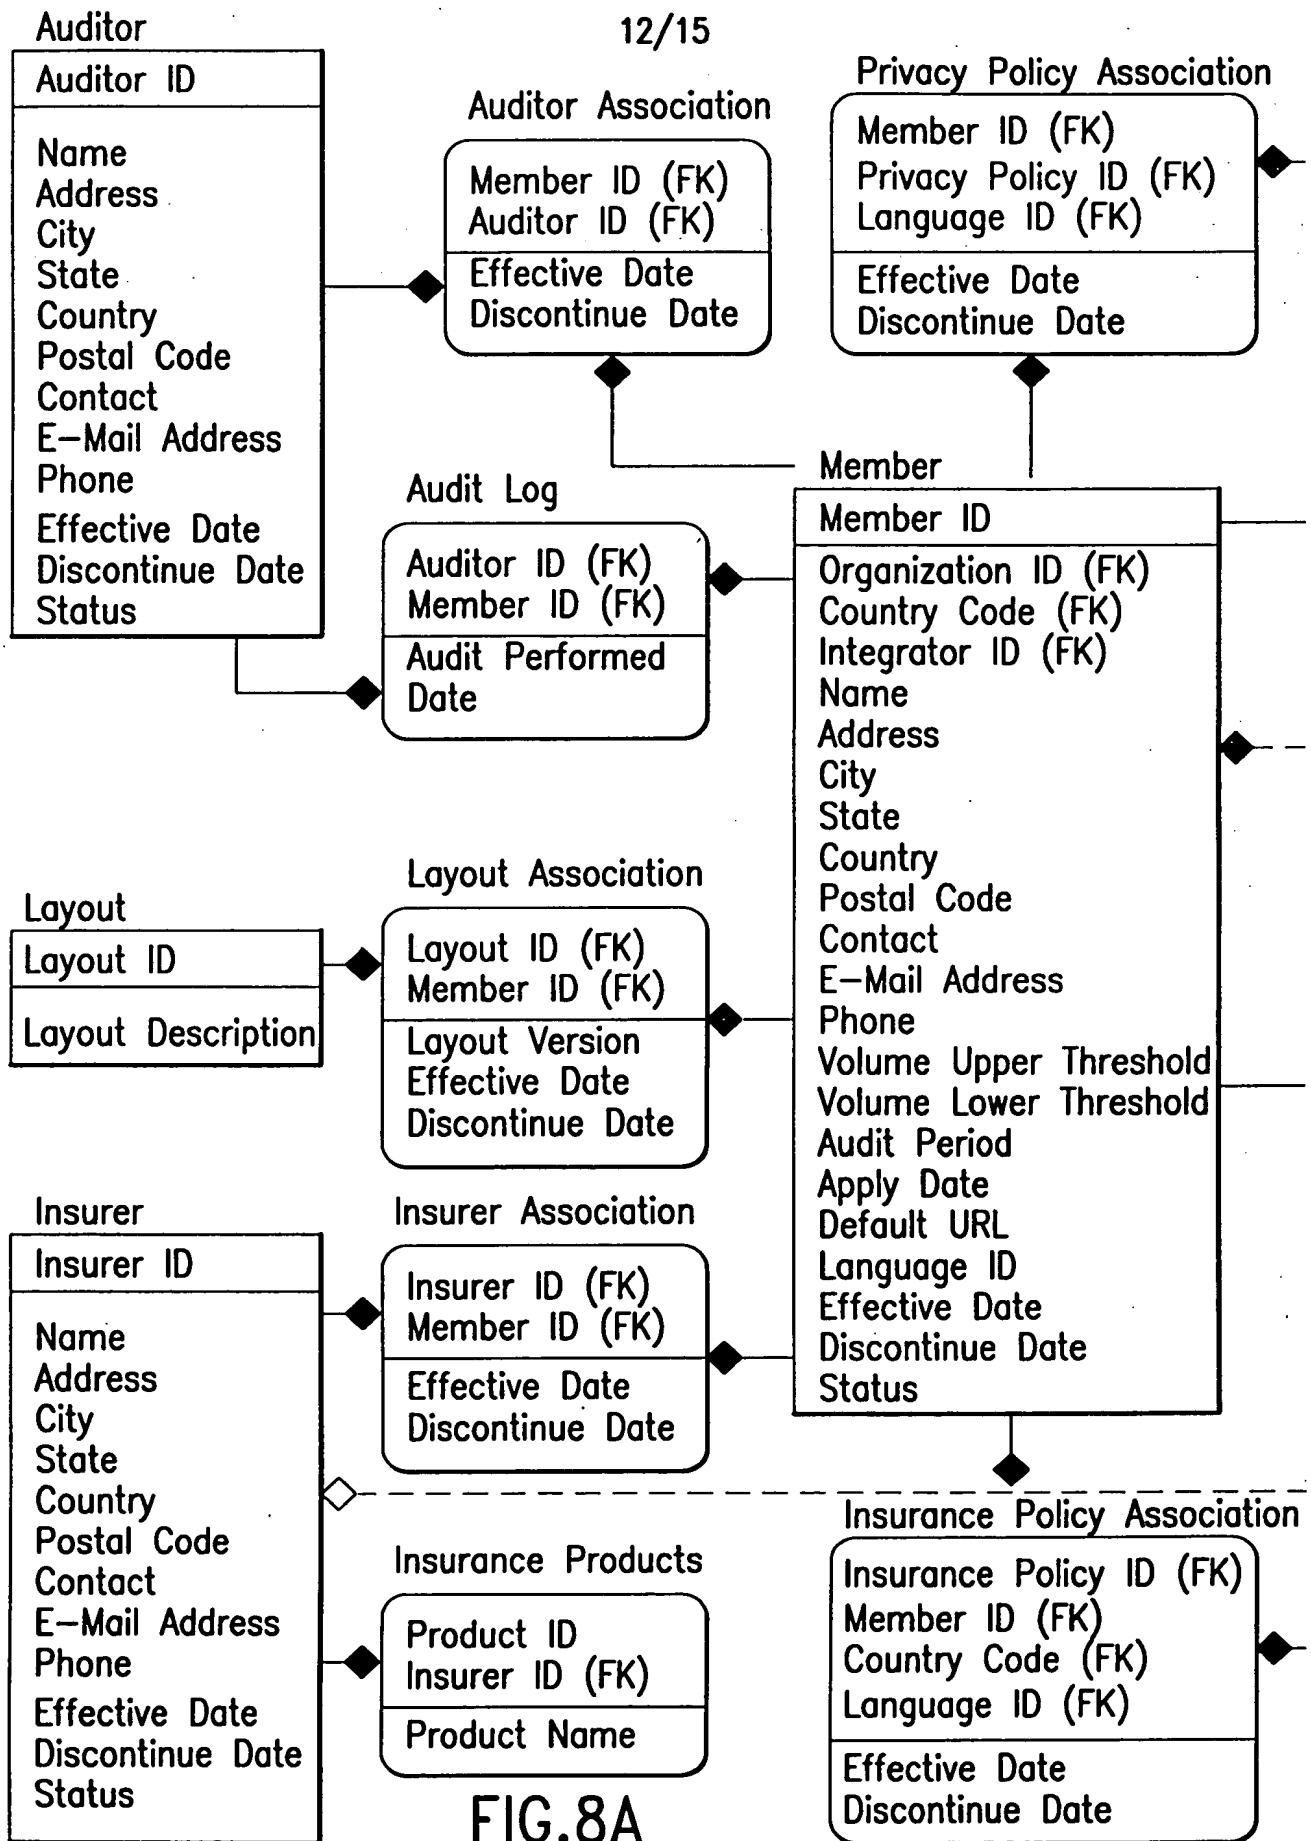 12/15
Auditor
Auditor ID
Name
Address
City
State
Country
Postal Code
Contact
E-Mail Address
Phone
Effective Date
Discontinue Date
Status
Auditor Association
Member ID (FK)
Auditor ID (FK)
Effective Date
Discontinue Date
Privacy Policy Association
Member ID (FK)
Privacy Policy ID (FK)
Language ID (FK)
Effective Date
Discontinue Date
Audit Log
Auditor ID (FK)
Member ID (FK)
Audit Performed
Date
Member
Member ID
Organization ID (FK)
Country Code (FK)
Integrator ID (FK)
Name
Address
City
State
Country
Postal Code
Contact
E-Mail Address
Phone
Volume Upper Threshold
Volume Lower Threshold
Audit Period
Apply Date
Default URL
Language ID
Effective Date
Discontinue Date
Status
Layout
Layout ID
Layout Description
Layout Association
Layout ID (FK)
Member ID (FK)
Layout Version
Effective Date
Discontinue Date
Insurer
Insurer ID
Name
Address
City
State
Country
Postal Code
Contact
E-Mail Address
Phone
Effective Date
Discontinue Date
Status
Insurer Association
Insurer ID (FK)
Member ID (FK)
Effective Date
Discontinue Date
Insurance Products
Product ID
Insurer ID (FK)
Product Name
Insurance Policy Association
Insurance Policy ID (FK)
Member ID (FK)
Country Code (FK)
Language ID (FK)
Effective Date
Discontinue Date
FIG.8A